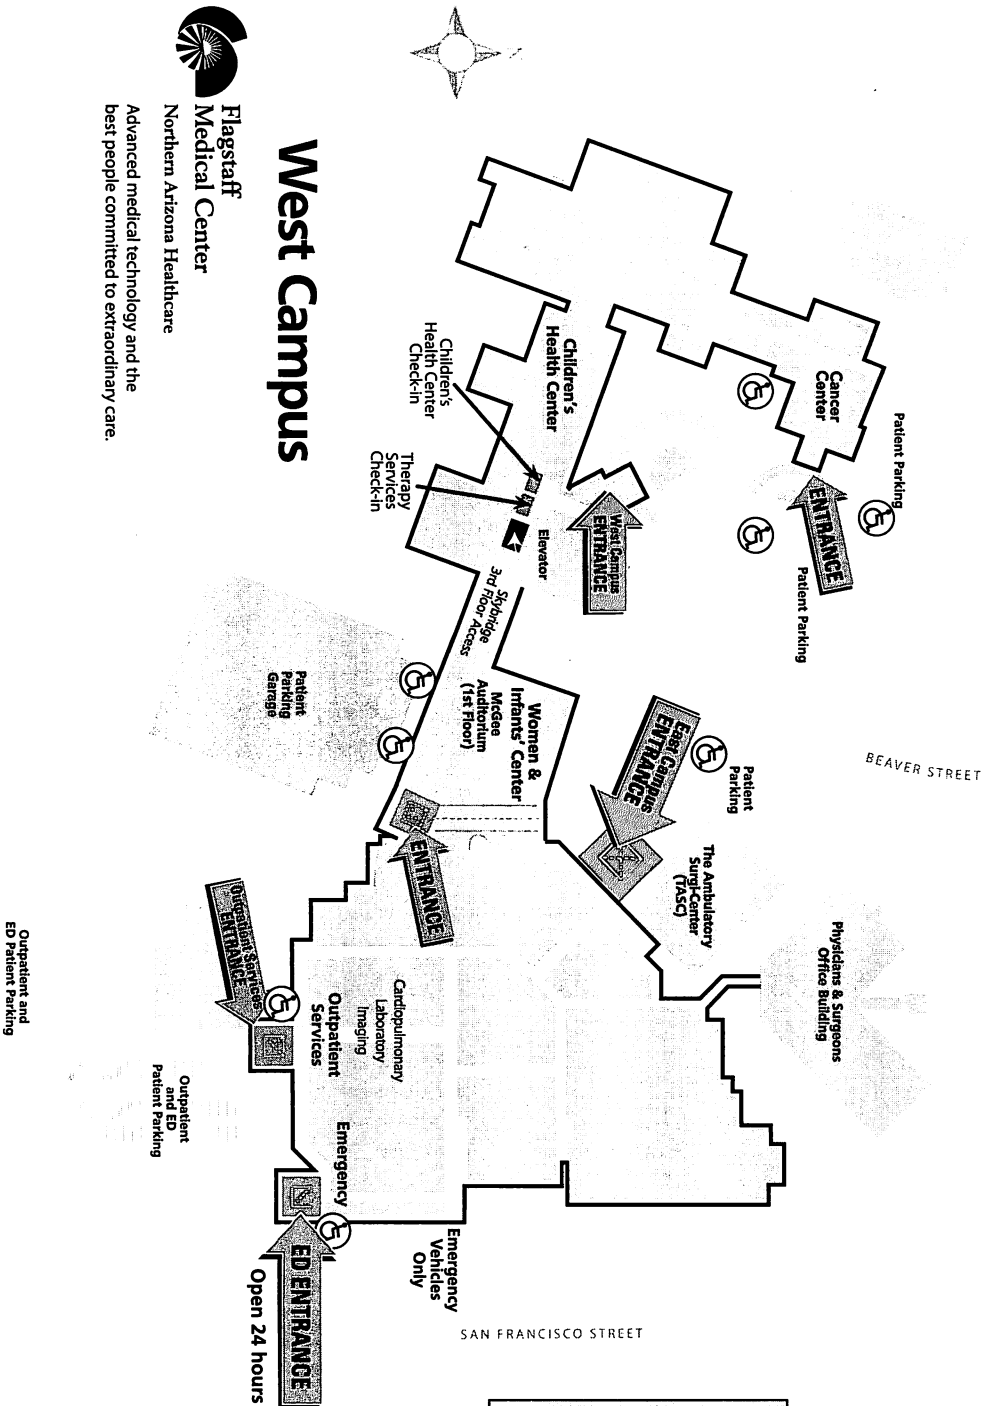 Flagstaff
Medical Center
Northern Arizona Healthcare
Advanced medical technology and the
best people committed to extraordinary care.
West Campus
Patient Parking
Cancer
Center
ENTRANCE
Patient Parking
Children's
Health Center
Children's
Health Center
Check-in
Therapy
Services
Check-in
West Campus
ENTRANCE
Elevator
Skybridge
3rd Floor Access
Patient
Parking
Garage
Women &
Infants' Center
McGee
Auditorium
(1st Floor)
East Campus
ENTRANCE
Patient
Parking
BEAVER STREET
The Ambulatory
Surgi-Center
(TASC)
ENTRANCE
Physicians & Surgeons
Office Building
Outpatient Services
ENTRANCE
Outpatient and
ED Patient Parking
Cardiopulmonary
Laboratory
Imaging
Outpatient
Services
Outpatient
and ED
Patient Parking
Emergency
Emergency
Vehicles
Only
ED ENTRANCE
Open 24 hours
SAN FRANCISCO STREET